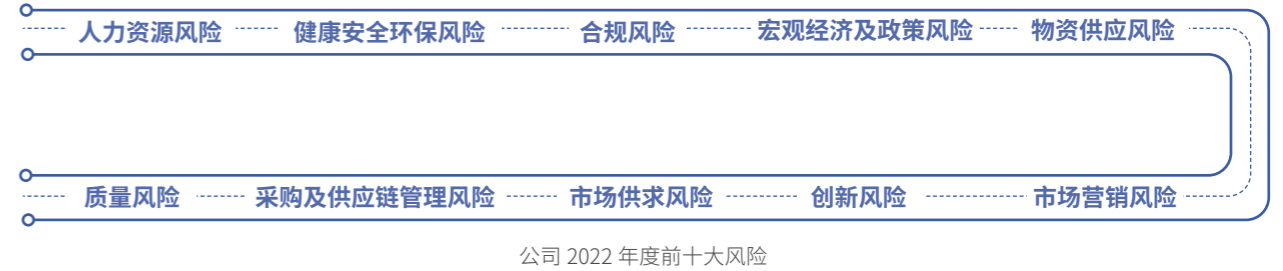 人力资源风险 健康安全环保风险 合规风险 宏观经济及政策风险 物资供应风险
质量风险 采购及供应链管理风险 市场供求风险 创新风险 市场营销风险
公司 2022 年度前十大风险